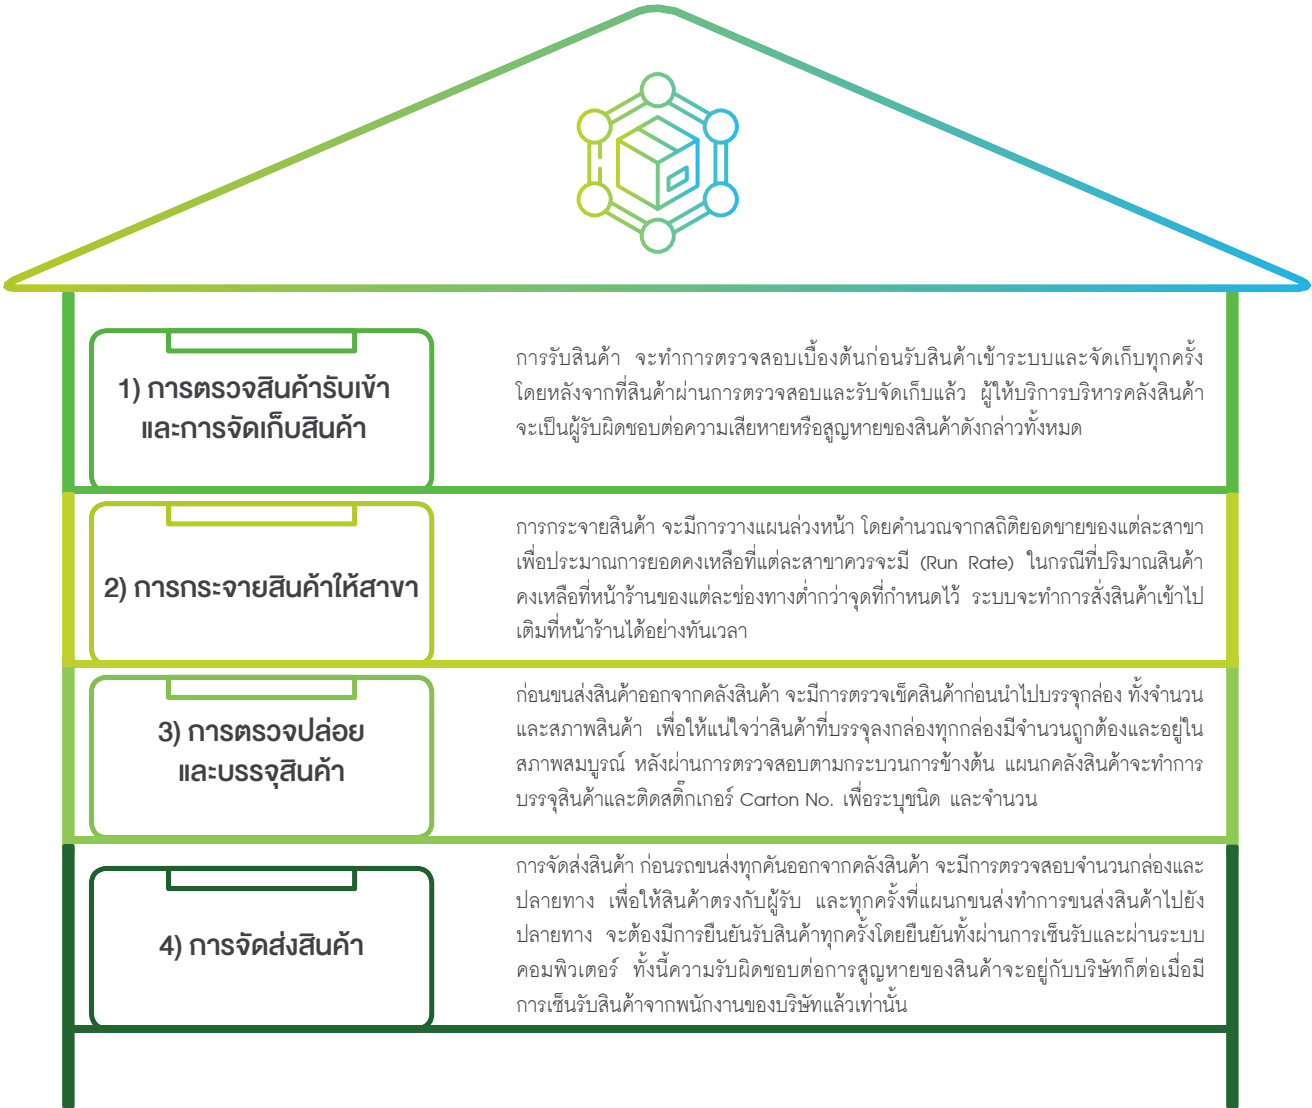 1) การตรวจสินค้ารับเข้า
และการจัดเก็บสินค้า
การรับสินค้า จะทำการตรวจสอบเบื้องต้นก่อนรับสินค้าเข้าระบบและจัดเก็บทุกครั้ง
โดยหลังจากที่สินค้าผ่านการตรวจสอบและรับจัดเก็บแล้ว ผู้ให้บริการบริหารคลังสินค้า
จะเป็นผู้รับผิดชอบต่อความเสียหายหรือสูญหายของสินค้าดังกล่าวทั้งหมด
2) การกระจายสินค้าให้สาขา
การกระจายสินค้า จะมีการวางแผนล่วงหน้า โดยคำนวณจากสถิติยอดขายของแต่ละสาขา
เพื่อประมาณการยอดคงเหลือที่แต่ละสาขาควรจะมี (Run Rate) ในกรณีที่ปริมาณสินค้า
คงเหลือที่หน้าร้านของแต่ละช่องทางต่ำกว่าจุดที่กำหนดไว้ ระบบจะทำการสั่งสินค้าเข้าไป
เติมที่หน้าร้านได้อย่างทันเวลา
3) การตรวจปล่อย
และบรรจุสินค้า
ก่อนขนส่งสินค้าออกจากคลังสินค้า จะมีการตรวจเช็คสินค้าก่อนนำไปบรรจุกล่อง ทั้งจำนวน
และสภาพสินค้า เพื่อให้แน่ใจว่าสินค้าที่บรรจุลงกล่องทุกกล่องมีจำนวนถูกต้องและอยู่ใน
สภาพสมบูรณ์ หลังผ่านการตรวจสอบตามกระบวนการข้างต้น แผนกคลังสินค้าจะทำการ
บรรจุสินค้าและติดสติ๊กเกอร์ Carton No. เพื่อระบุชนิด และจำนวน
4) การจัดส่งสินค้า
การจัดส่งสินค้า ก่อนรถขนส่งทุกคันออกจากคลังสินค้า จะมีการตรวจสอบจำนวนกล่องและ
ปลายทาง เพื่อให้สินค้าตรงกับผู้รับ และทุกครั้งที่แผนกขนส่งทำการขนส่งสินค้าไปยัง
ปลายทาง จะต้องมีการยืนยันรับสินค้าทุกครั้งโดยยืนยันทั้งผ่านการเซ็นรับและผ่านระบบ
คอมพิวเตอร์ ทั้งนี้ความรับผิดชอบต่อการสูญหายของสินค้าจะอยู่กับบริษัทก็ต่อเมื่อมี
การเซ็นรับสินค้าจากพนักงานของบริษัทแล้วเท่านั้น